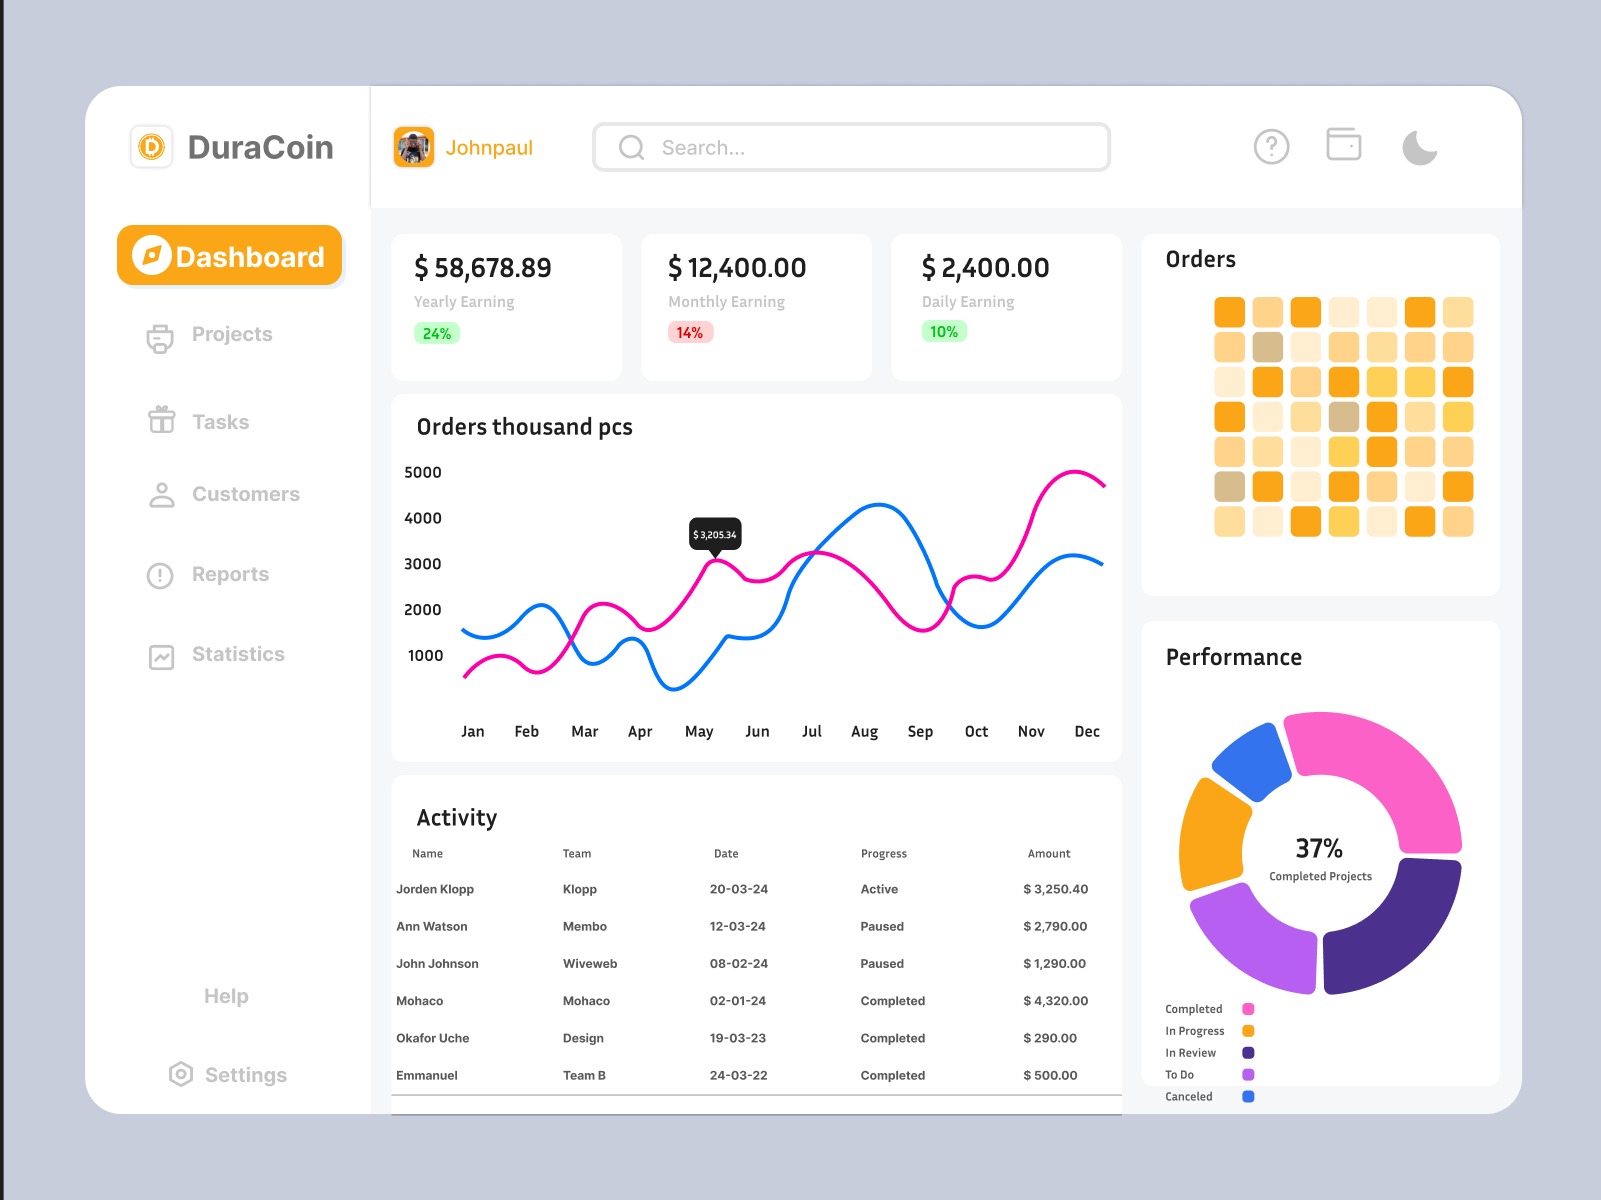 DuraCoin
Johnpaul
Search...
Dashboard
Projects
Tasks
Customers
Reports
Statistics
Help
Settings
$ 58,678.89
Yearly Earning
24%
$ 12,400.00
Monthly Earning
14%
$ 2,400.00
Daily Earning
10%
Orders thousand pcs
5000
4000
3000
2000
1000
$ 3,205.34
Jan Feb Mar Apr May Jun Jul Aug Sep Oct Nov Dec
Activity
Name Team Date Progress Amount
Jorden Klopp Klopp 20-03-24 Active $ 3,250.40
Ann Watson Membo 12-03-24 Paused $ 2,790.00
John Johnson Wiveweb 08-02-24 Paused $ 1,290.00
Mohaco Mohaco 02-01-24 Completed $ 4,320.00
Okafor Uche Design 19-03-23 Completed $ 290.00
Emmanuel Team B 24-03-22 Completed $ 500.00
Orders
Performance
37%
Completed Projects
Completed
In Progress
In Review
To Do
Canceled